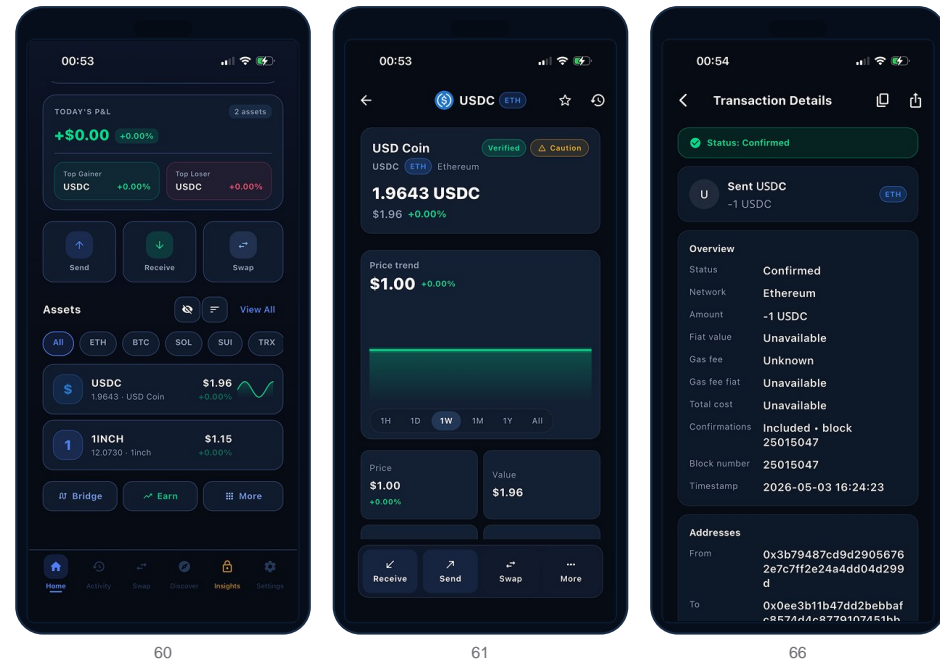 00:53
TODAY'S P&L
2 assets
+$0.00 +0.00%
Top Gainer
USDC +0.00%
Top Loser
USDC +0.00%
Send
Receive
Swap
Assets
View All
All
ETH
BTC
SOL
SUI
TRX
USDC
$1.96
1.9643 · USD Coin
+0.00%
1
1INCH
$1.15
12.0730 · 1inch
+0.00%
Bridge
Earn
More
Home
Activity
Swap
Discover
Insights
Settings
60
00:53
USDC ETH
USD Coin
Verified
Caution
USDC ETH Ethereum
1.9643 USDC
$1.96 +0.00%
Price trend
$1.00 +0.00%
1H
1D
1W
1M
1Y
All
Price
$1.00
+0.00%
Value
$1.96
Receive
Send
Swap
More
61
00:54
Transaction Details
Status: Confirmed
U
Sent
USDC
-1 USDC
ETH
Overview
Status Confirmed
Network Ethereum
Amount -1 USDC
Fiat value Unavailable
Gas fee Unknown
Gas fee fiat Unavailable
Total cost Unavailable
Confirmations Included • block
25015047
Block number 25015047
Timestamp 2026-05-03 16:24:23
Addresses
From 0x3b79487cd9d2905676
2e7c7ff2e24a4dd04d299
d
To 0x0ee3b11b47dd2bebbaf
c8574d4c8779107451bb
66